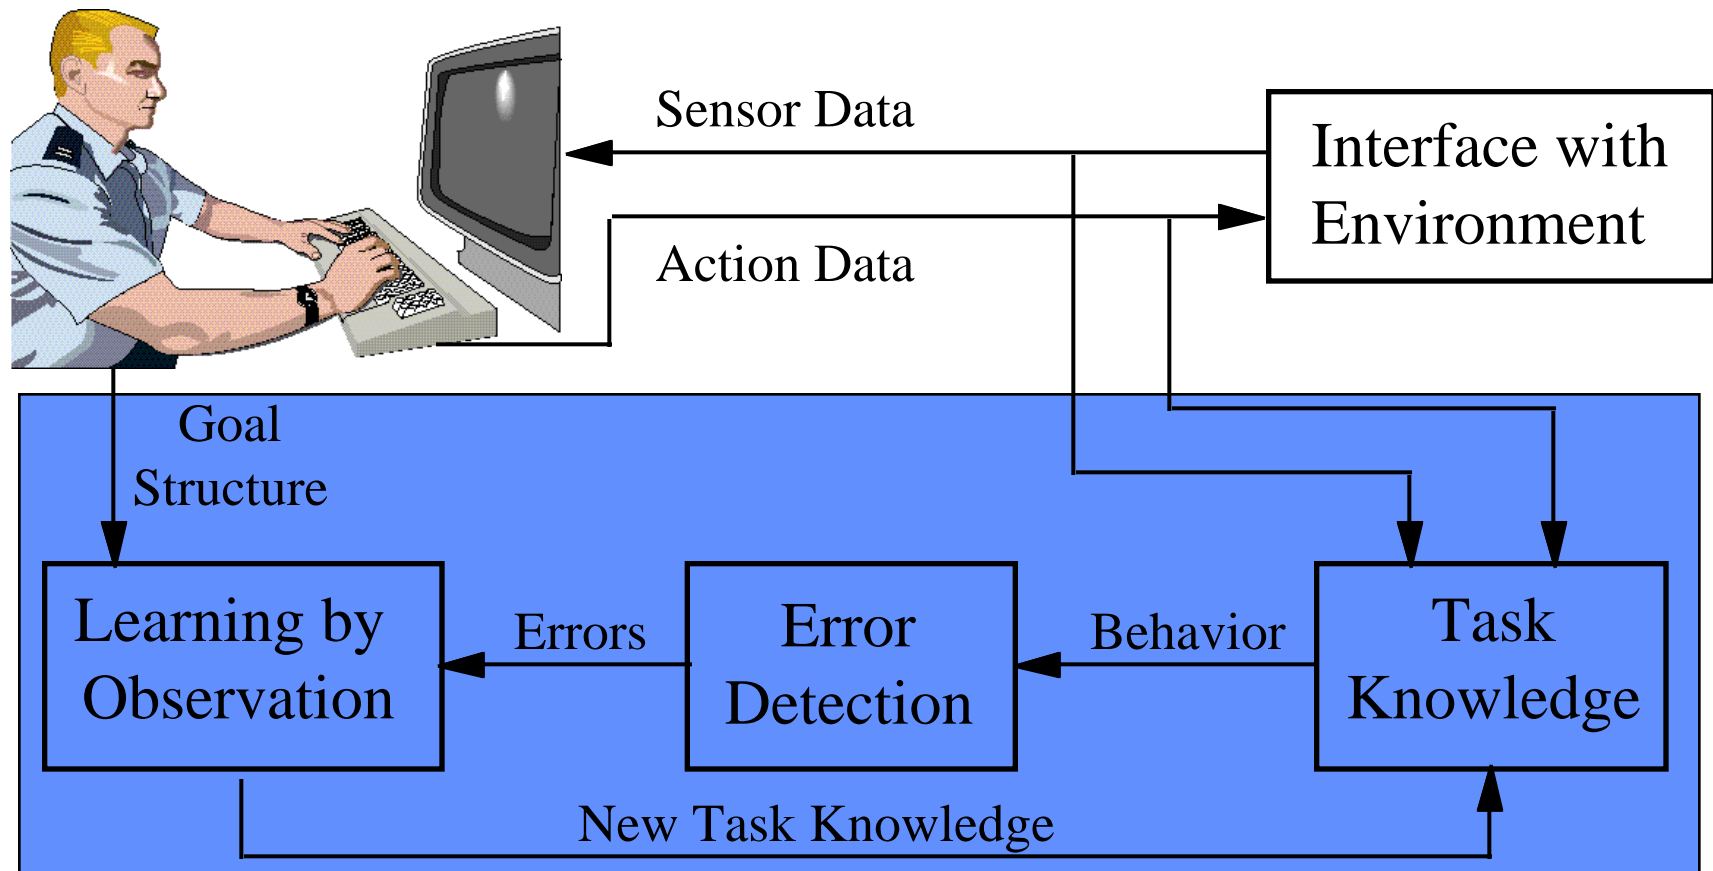 Sensor Data
Interface with
Environment
Action Data
Goal
Structure
Learning by
Observation
Errors
Error
Detection
Behavior
Task
Knowledge
New Task Knowledge